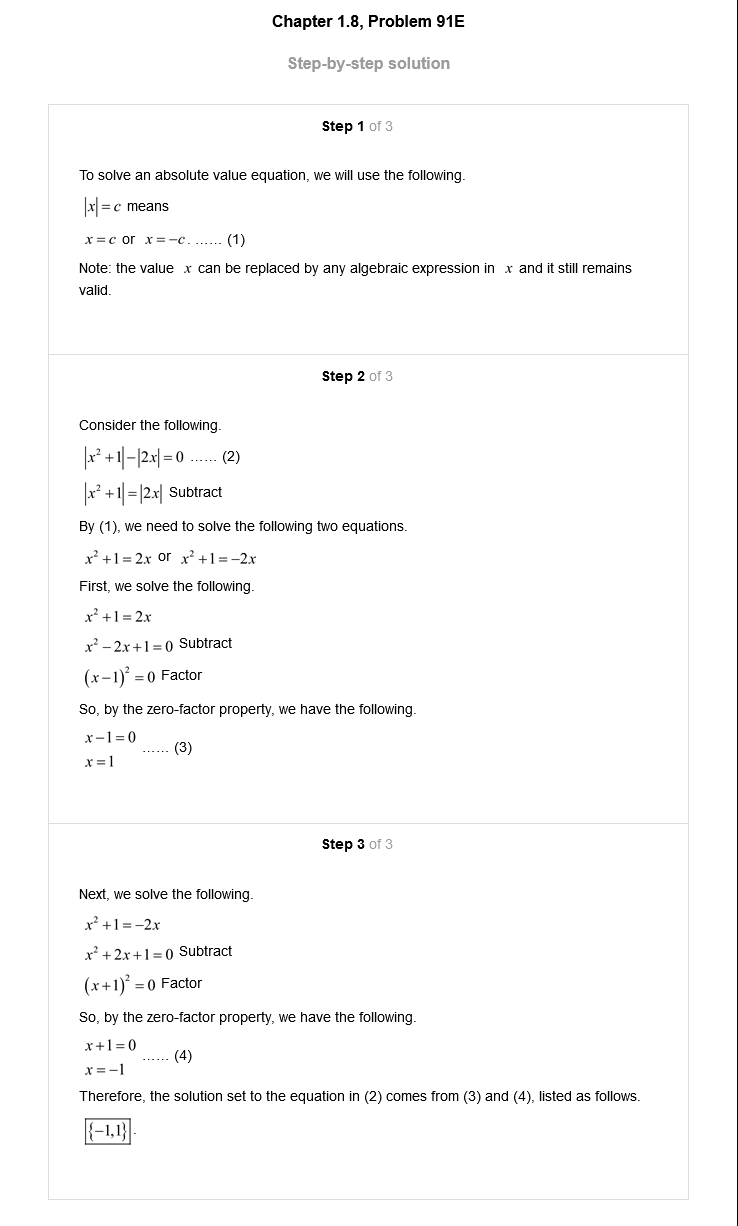 Chapter 1.8, Problem 91E
Step-by-step solution
Step 1 of 3
To solve an absolute value equation, we will use the following.
|x| = c means
x = c or x = −c. …… (1)
Note: the value x can be replaced by any algebraic expression in x and it still remains
valid.
Step 2 of 3
Consider the following.
|x² + 1| − |2x| = 0 …… (2)
|x² + 1| = |2x| Subtract
By (1), we need to solve the following two equations.
x² + 1 = 2x or x² + 1 = −2x
First, we solve the following.
x² + 1 = 2x
x² − 2x + 1 = 0 Subtract
(x − 1)² = 0 Factor
So, by the zero-factor property, we have the following.
x − 1 = 0
…… (3)
x = 1
Step 3 of 3
Next, we solve the following.
x² + 1 = −2x
x² + 2x + 1 = 0 Subtract
(x + 1)² = 0 Factor
So, by the zero-factor property, we have the following.
x + 1 = 0
…… (4)
x = −1
Therefore, the solution set to the equation in (2) comes from (3) and (4), listed as follows.
{−1,1}.